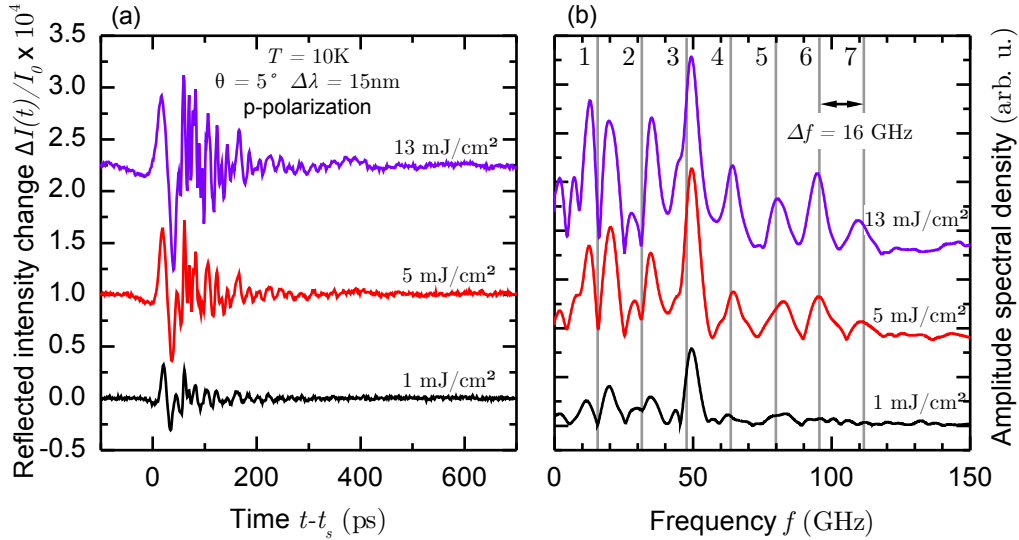 (a)
T = 10K
θ = 5° Δλ = 15nm
p-polarization
13 mJ/cm²
5 mJ/cm²
1 mJ/cm²
3.5
3.0
2.5
2.0
1.5
1.0
0.5
0.0
-0.5
0 200 400 600
Time t-tₛ (ps)
Reflected intensity change ΔI(t)/I₀ x 10⁴
(b)
1 2 3 4 5 6 7
Δf = 16 GHz
13 mJ/cm²
5 mJ/cm²
1 mJ/cm²
0 50 100 150
Frequency f (GHz)
Amplitude spectral density (arb. u.)